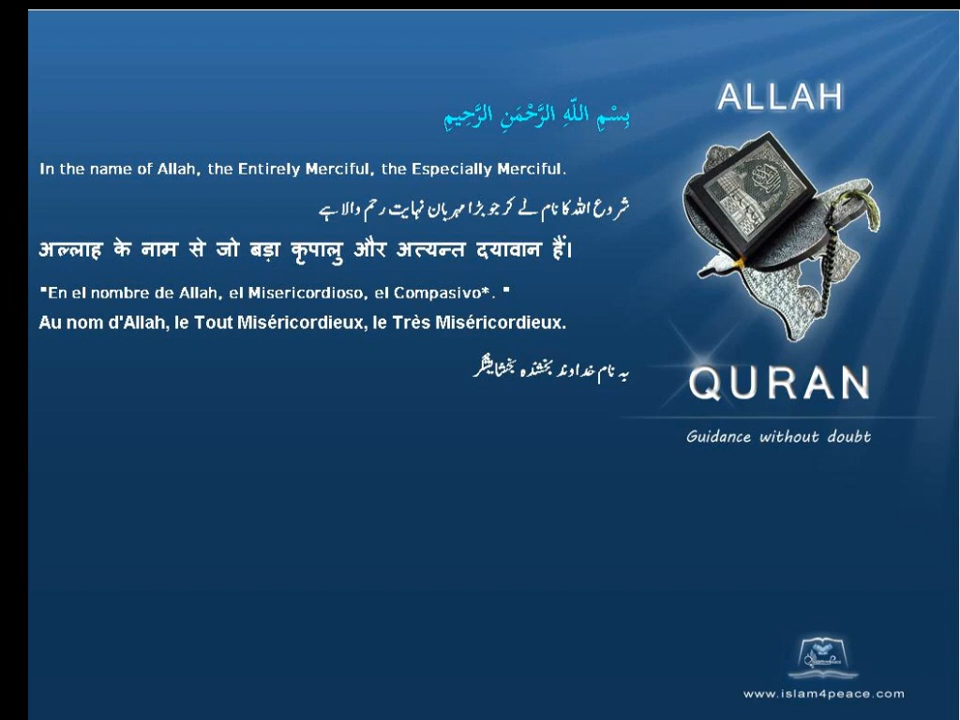 بِسْمِ اللَّهِ الرَّحْمَنِ الرَّحِيمِ
In the name of Allah, the Entirely Merciful, the Especially Merciful.
شروع الله کا نام لے کر جو بڑا مہربان نہایت رحم والا ہے
अल्लाह के नाम से जो बड़ा कृपालु और अत्यन्त दयावान हैं।
"En el nombre de Allah, el Misericordioso, el Compasivo*. "
Au nom d'Allah, le Tout Miséricordieux, le Très Miséricordieux.
به نام خداوند بخشنده بخشایشگر
ALLAH
QURAN
Guidance without doubt
www.islam4peace.com